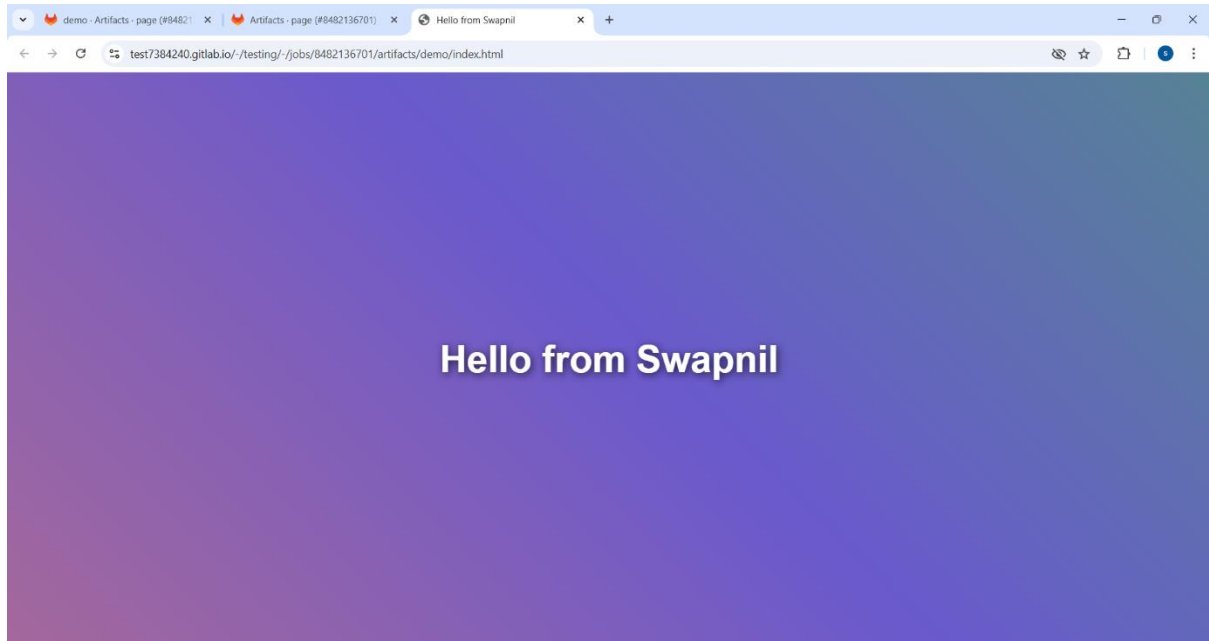 demo · Artifacts · page (#84821
Artifacts · page (#8482136701)
Hello from Swapnil
test7384240.gitlab.io/-/testing/-/jobs/8482136701/artifacts/demo/index.html
S
Hello from Swapnil